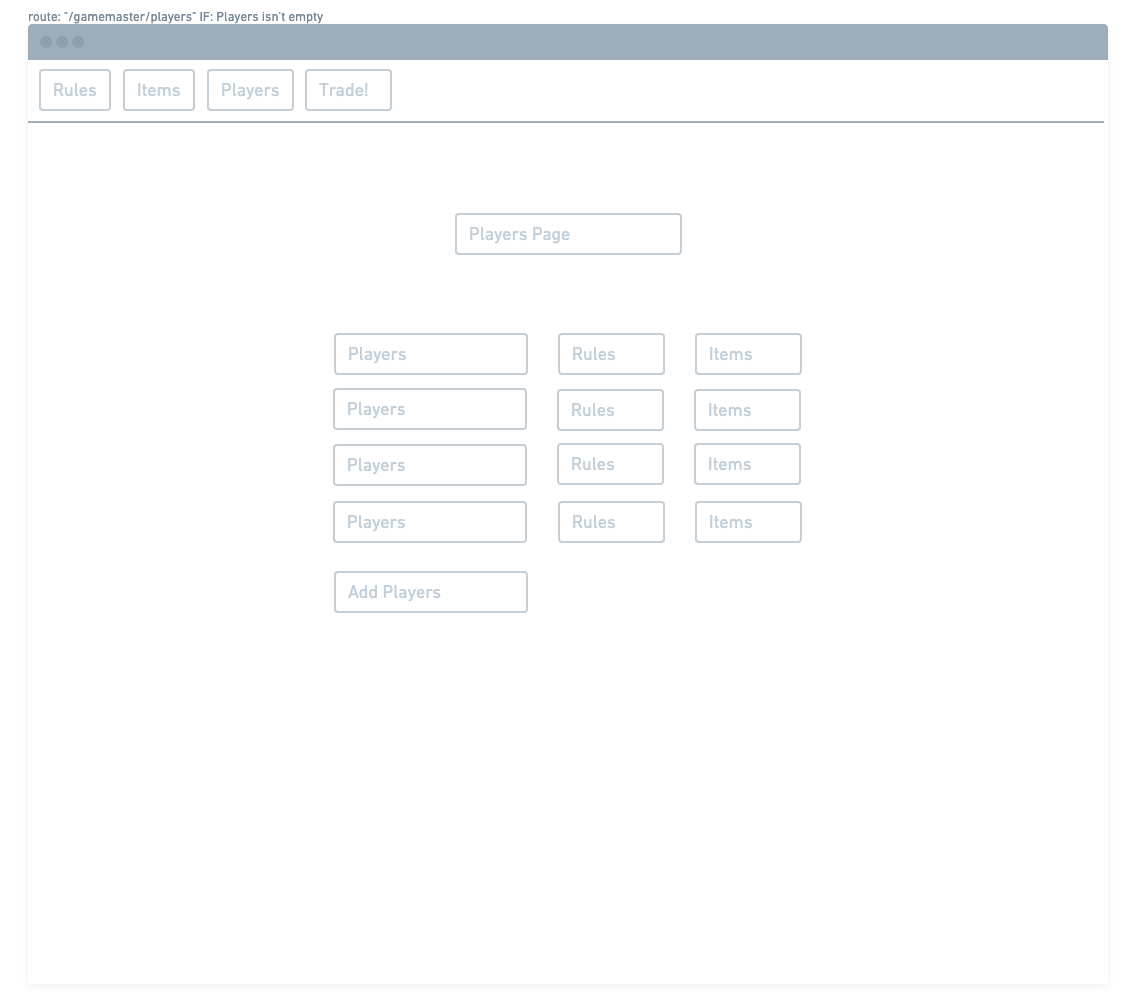 route: "/gamemaster/players" IF: Players isn't empty
Rules Items Players Trade!
Players Page
Players Rules Items
Players Rules Items
Players Rules Items
Players Rules Items
Add Players